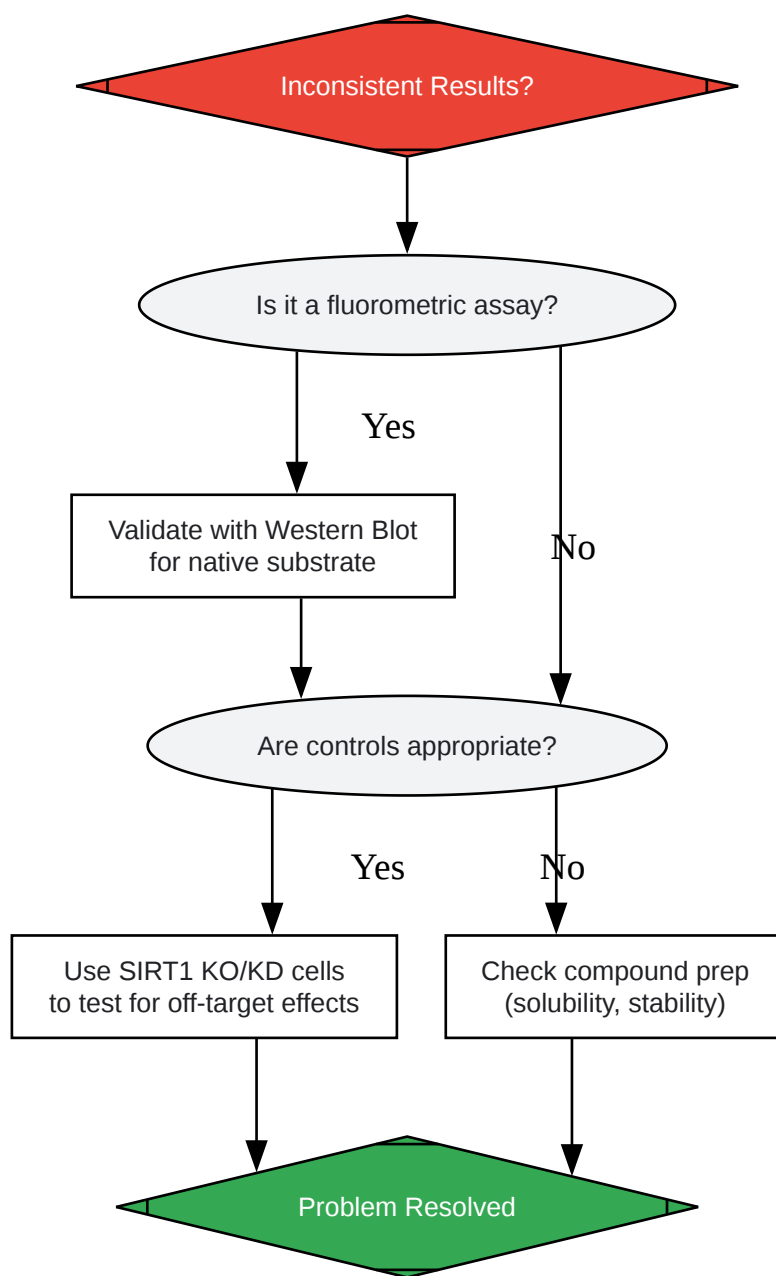 Inconsistent Results?
Is it a fluorometric assay?
Yes
Validate with Western Blot
for native substrate
No
Are controls appropriate?
Yes
No
Use SIRT1 KO/KD cells
to test for off-target effects
Check compound prep
(solubility, stability)
Problem Resolved